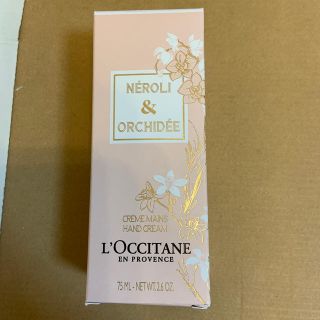 NÉROLI
&
ORCHIDÉE
CRÈME MAINS
HAND CREAM
L'OCCITANE
EN PROVENCE
75 ML - NET WT. 2.6 OZ.